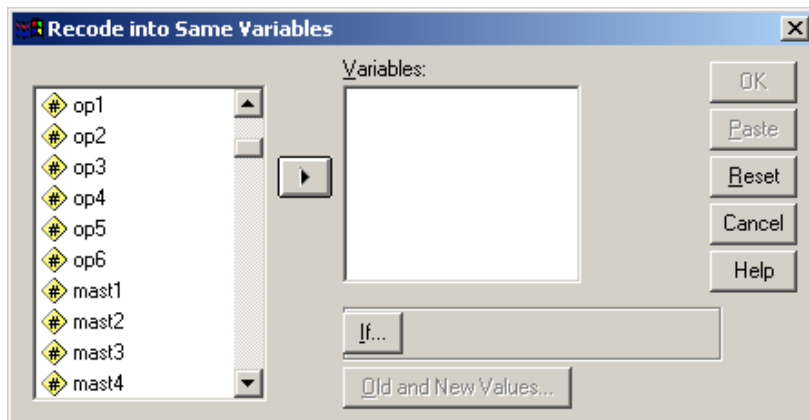 Recode into Same Variables
op1
op2
op3
op4
op5
op6
mast1
mast2
mast3
mast4
Variables:
If...
Old and New Values...
OK
Paste
Reset
Cancel
Help